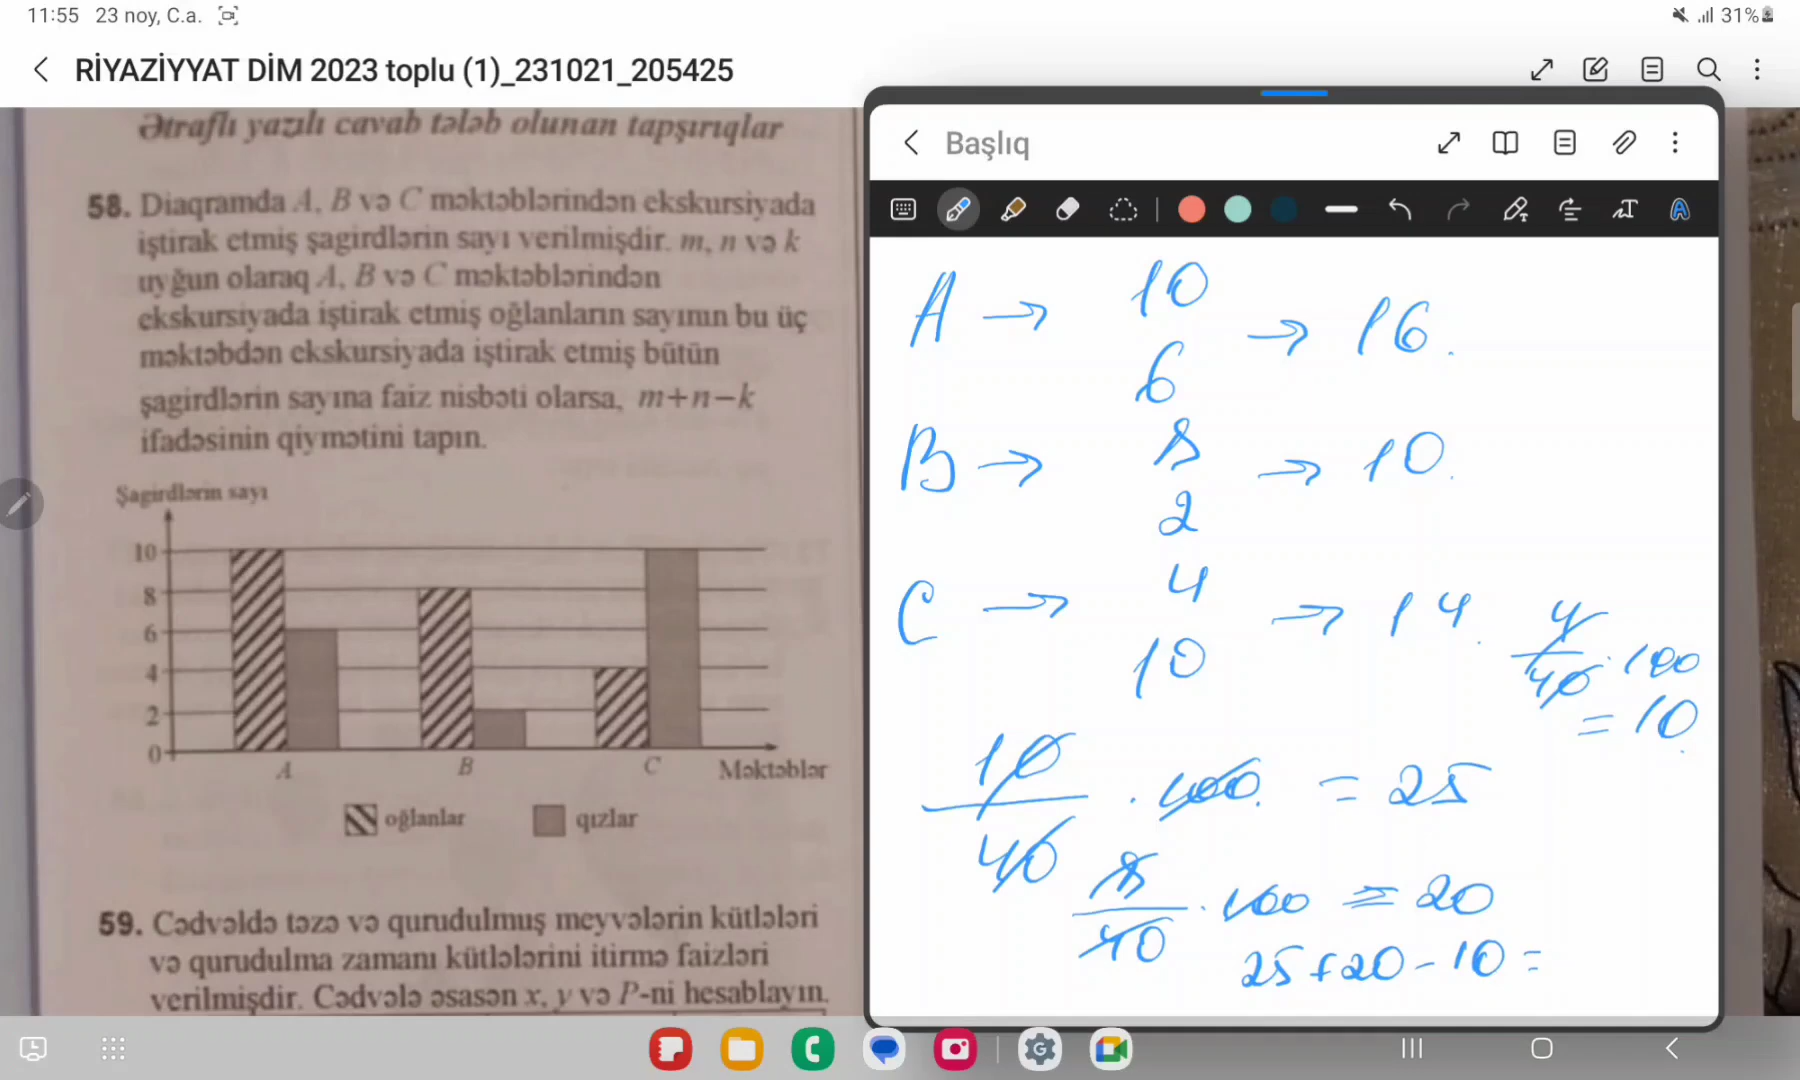 11:55 23 noy, C.a.
31%
RİYAZİYYAT DİM 2023 toplu (1)_231021_205425
Ətraflı yazılı cavab tələb olunan tapşırıqlar
58. Diaqramda A, B və C məktəblərindən ekskursiyada
iştirak etmiş şagirdlərin sayı verilmişdir. m, n və k
uyğun olaraq A, B və C məktəblərindən
ekskursiyada iştirak etmiş oğlanların sayının bu üç
məktəbdən ekskursiyada iştirak etmiş bütün
şagirdlərin sayına faiz nisbəti olarsa, m+n−k
ifadəsinin qiymətini tapın.
Şagirdlərin sayı
10
8
6
4
2
0
A B C Məktəblər
oğlanlar qızlar
59. Cədvəldə təzə və qurudulmuş meyvələrin kütlələri
və qurudulma zamanı kütlələrini itirmə faizləri
verilmişdir. Cədvələ əsasən x, y və P-ni hesablayın.
Başlıq
A → 10 6 → 16.
B → 8 2 → 10.
C → 4 10 → 14.
4/40 · 100 = 10
10/40 · 100 = 25
8/40 · 100 = 20
25+20-10=